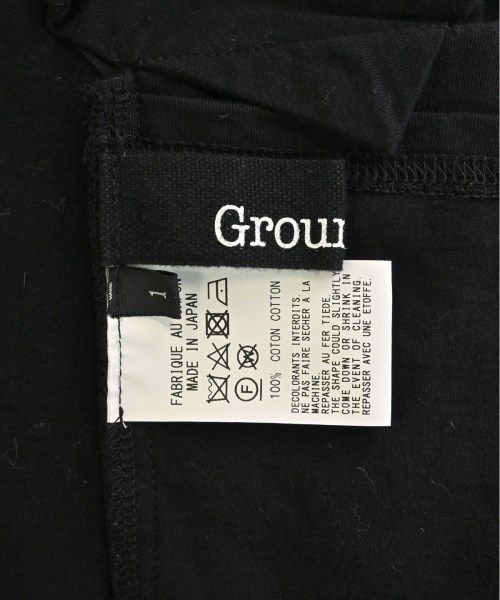 Grour
1
FABRIQUE AU
MADE IN JAPAN
F
W
100% COTON COTTON
DECOLORANTS INTERDITS.
NE PAS FAIRE SECHER À LA
MACHINE.
REPASSER AU FER TIEDE.
THE SHAPE COULD SLIGHTLY
COME DOWN OR SHRINK IN
THE EVENT OF CLEANING.
REPASSER AVEC UNE ETOFFE.